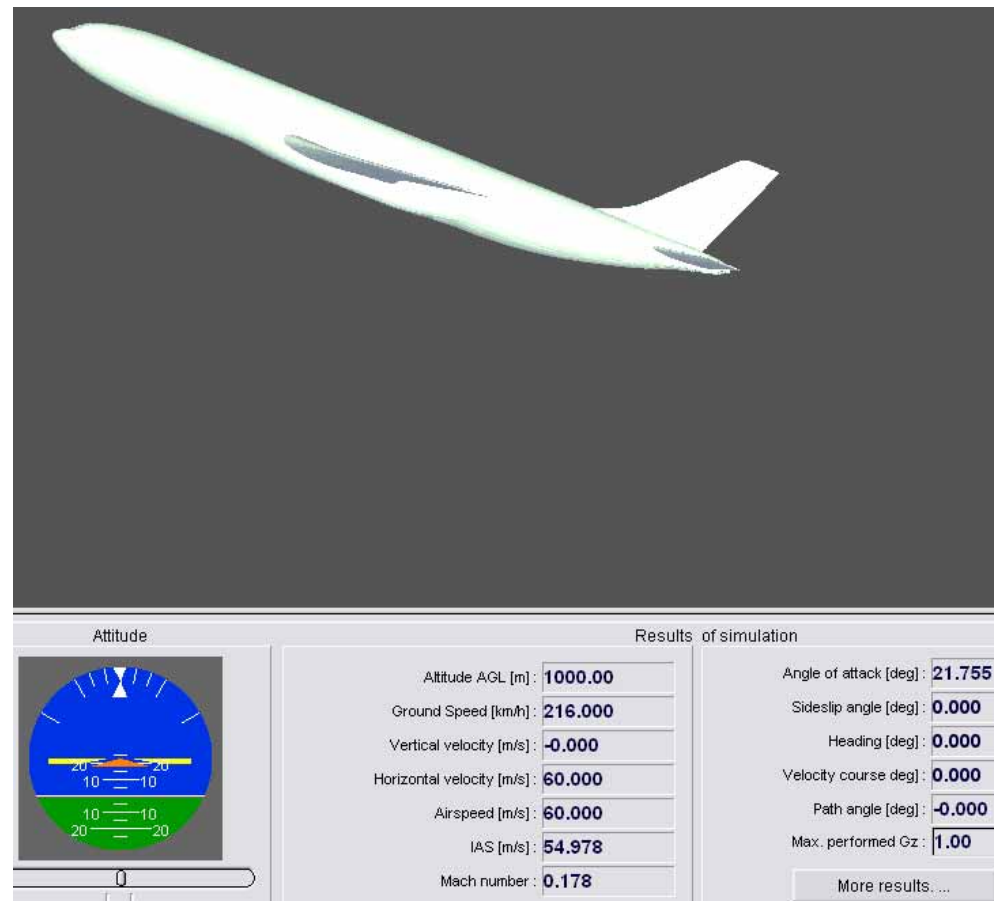 Attitude
Results of simulation
20 20
10 10
10 10
20 20
0
Altitude AGL [m] : 1000.00
Ground Speed [km/h] : 216.000
Vertical velocity [m/s] : -0.000
Horizontal velocity [m/s] : 60.000
Airspeed [m/s] : 60.000
IAS [m/s] : 54.978
Mach number : 0.178
Angle of attack [deg] : 21.755
Sideslip angle [deg] : 0.000
Heading [deg] : 0.000
Velocity course deg] : 0.000
Path angle [deg] : -0.000
Max. performed Gz : 1.00
More results. ...